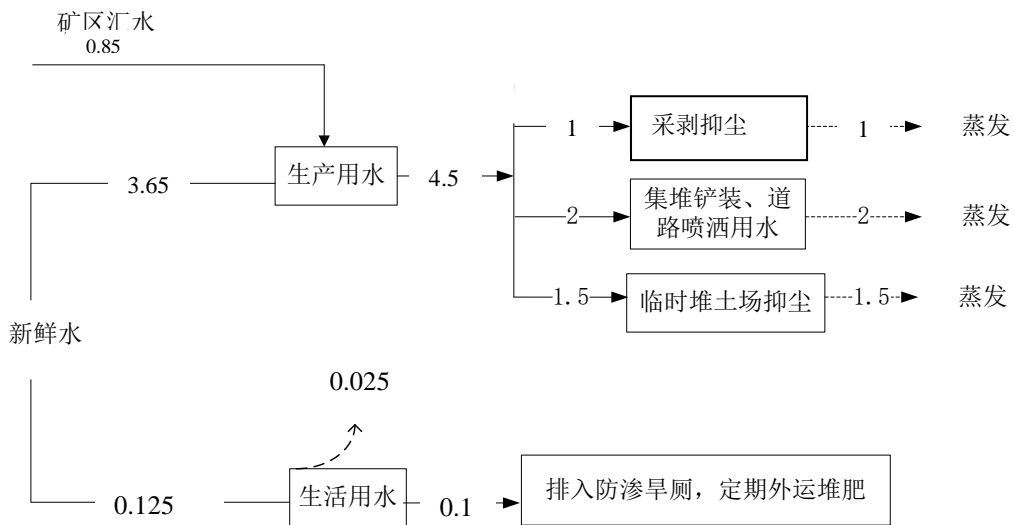 矿区汇水
0.85
1
采剥抑尘
1
蒸发
3.65
生产用水
4.5
2
集堆铲装、道
路喷洒用水
2
蒸发
1.5
临时堆土场抑尘
1.5
蒸发
新鲜水
0.025
0.125
生活用水
0.1
排入防渗旱厕，定期外运堆肥